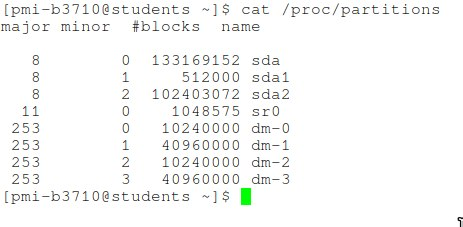 [pmi-b3710@students ~]$ cat /proc/partitions
major minor  #blocks  name

   8        0  133169152 sda
   8        1     512000 sda1
   8        2  102403072 sda2
  11        0    1048575 sr0
 253        0   10240000 dm-0
 253        1   40960000 dm-1
 253        2   10240000 dm-2
 253        3   40960000 dm-3
[pmi-b3710@students ~]$
¶